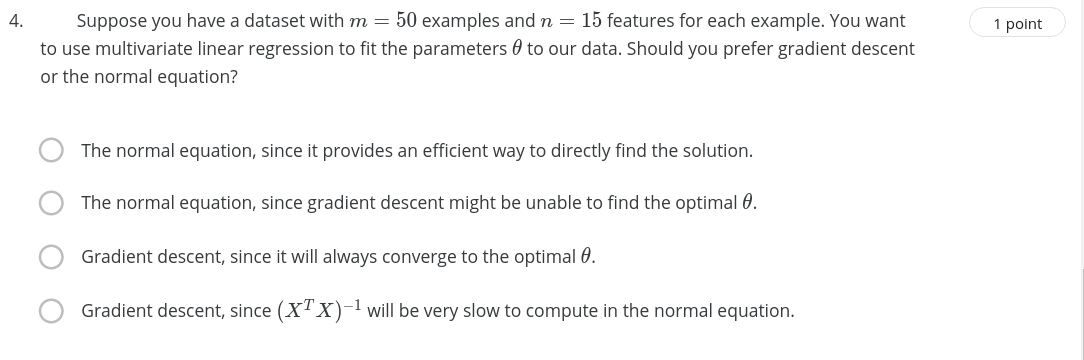 4. Suppose you have a dataset with m = 50 examples and n = 15 features for each example. You want
1 point
to use multivariate linear regression to fit the parameters θ to our data. Should you prefer gradient descent
or the normal equation?
The normal equation, since it provides an efficient way to directly find the solution.
The normal equation, since gradient descent might be unable to find the optimal θ.
Gradient descent, since it will always converge to the optimal θ.
Gradient descent, since (X^T X)^{-1} will be very slow to compute in the normal equation.